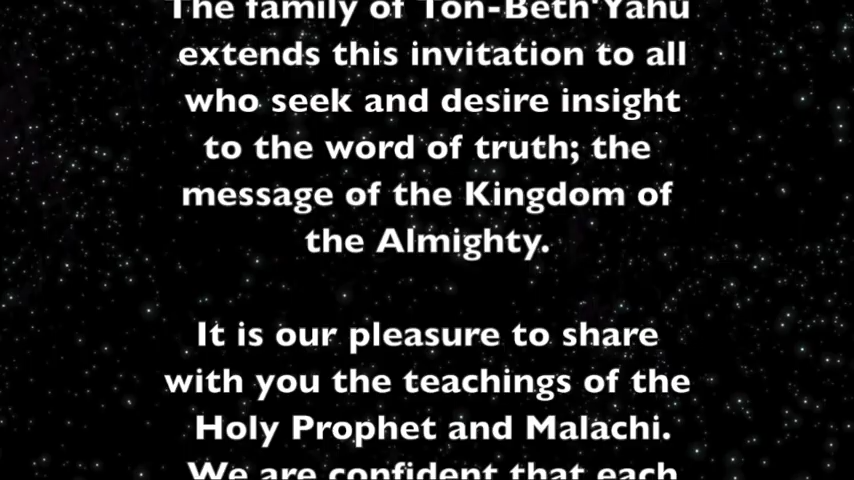 The family of Ton-Beth'Yahu
extends this invitation to all
who seek and desire insight
to the word of truth; the
message of the Kingdom of
the Almighty.
It is our pleasure to share
with you the teachings of the
Holy Prophet and Malachi.
We are confident that each